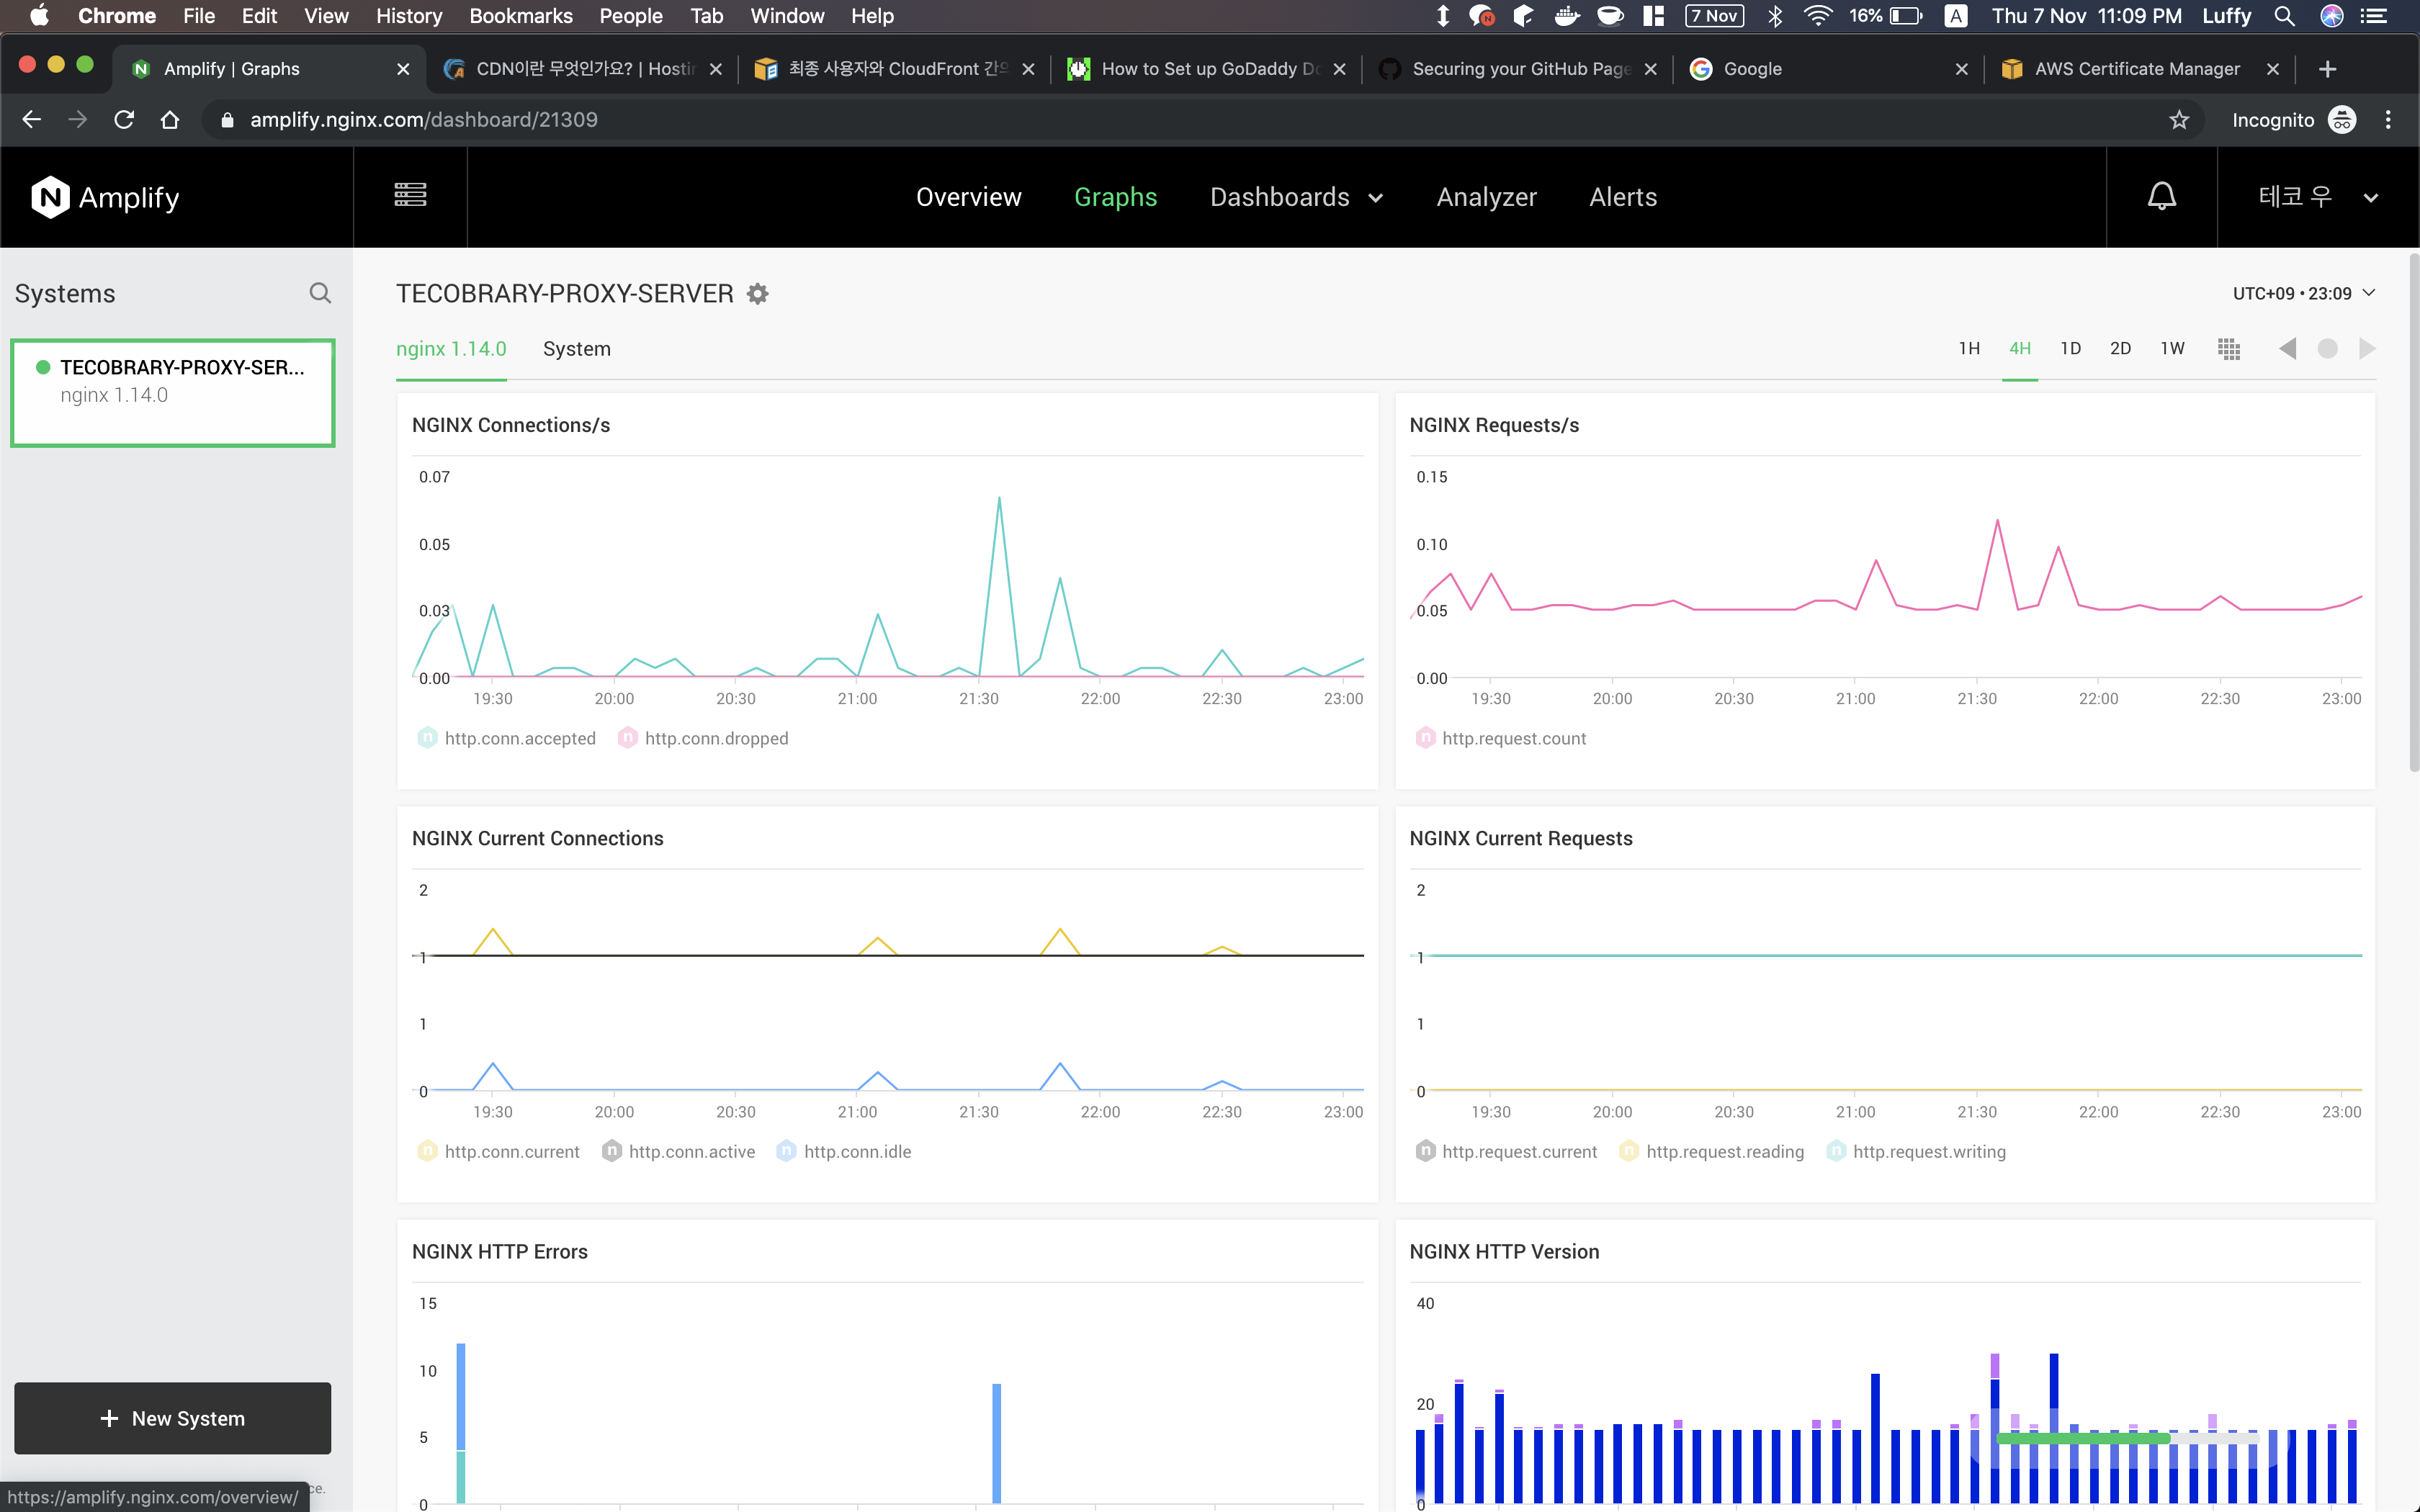 Chrome File Edit View History Bookmarks People Tab Window Help 7 Nov 16% A Thu 7 Nov 11:09 PM Luffy
Amplify | Graphs CDN이란 무엇인가요? | Hostin 최종 사용자와 CloudFront 간의 How to Set up GoDaddy Do Securing your GitHub Page Google AWS Certificate Manager
amplify.nginx.com/dashboard/21309 Incognito
N Amplify Overview Graphs Dashboards Analyzer Alerts 테코 우
Systems
TECOBRARY-PROXY-SER...
nginx 1.14.0
TECOBRARY-PROXY-SERVER UTC+09 • 23:09
nginx 1.14.0 System 1H 4H 1D 2D 1W
NGINX Connections/s
0.07
0.05
0.03
0.00
19:30 20:00 20:30 21:00 21:30 22:00 22:30 23:00
n http.conn.accepted n http.conn.dropped
NGINX Requests/s
0.15
0.10
0.05
0.00
19:30 20:00 20:30 21:00 21:30 22:00 22:30 23:00
n http.request.count
NGINX Current Connections
2
1
1
0
19:30 20:00 20:30 21:00 21:30 22:00 22:30 23:00
n http.conn.current n http.conn.active n http.conn.idle
NGINX Current Requests
2
1
1
0
19:30 20:00 20:30 21:00 21:30 22:00 22:30 23:00
n http.request.current n http.request.reading n http.request.writing
NGINX HTTP Errors
15
10
5
0
NGINX HTTP Version
40
20
0
+ New System
ce.
https://amplify.nginx.com/overview/